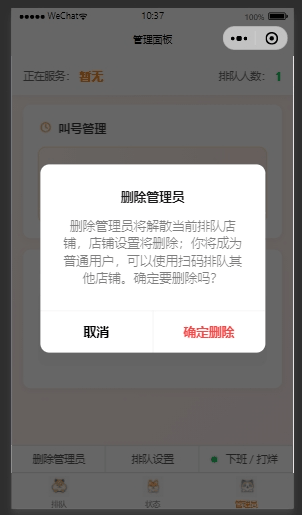 ●●●●● WeChat 10:37 100%
管理面板
正在服务： 暂无 排队人数： 1
叫号管理
删除管理员
删除管理员将解散当前排队店
铺，店铺设置将删除；你将成为
普通用户，可以使用扫码排队其
他店铺。确定要删除吗？
取消 确定删除
删除管理员 排队设置 下班 / 打烊
排队 状态 管理员